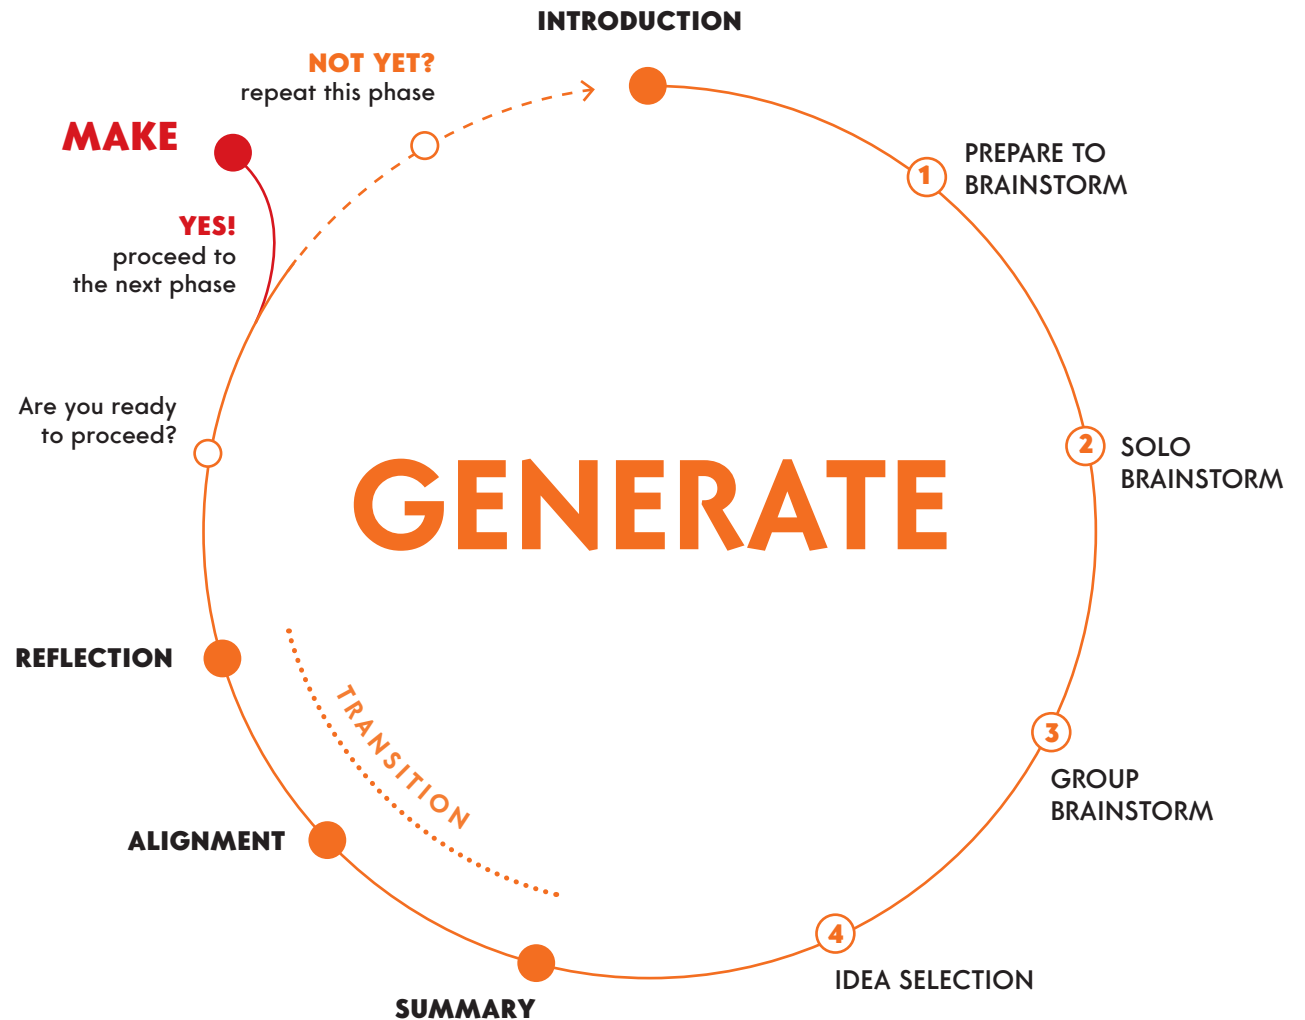 INTRODUCTION
NOT YET?
repeat this phase
MAKE
YES!
proceed to
the next phase
Are you ready
to proceed?
1
PREPARE TO
BRAINSTORM
2
SOLO
BRAINSTORM
GENERATE
3
GROUP
BRAINSTORM
4
IDEA SELECTION
SUMMARY
ALIGNMENT
REFLECTION
TRANSITION